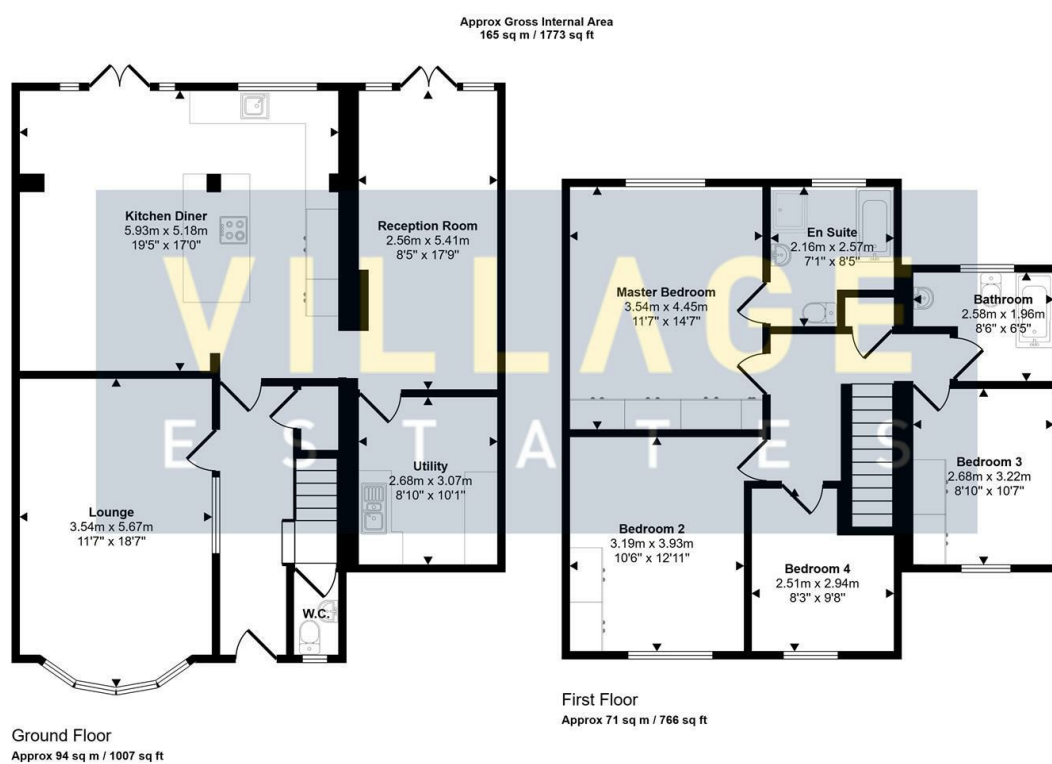 Approx Gross Internal Area
165 sq m / 1773 sq ft
Kitchen Diner
5.93m x 5.18m
19'5" x 17'0"
Reception Room
2.56m x 5.41m
8'5" x 17'9"
Lounge
3.54m x 5.67m
11'7" x 18'7"
Utility
2.68m x 3.07m
8'10" x 10'1"
W.C.
Ground Floor
Approx 94 sq m / 1007 sq ft
Master Bedroom
3.54m x 4.45m
11'7" x 14'7"
En Suite
2.16m x 2.57m
7'1" x 8'5"
Bathroom
2.58m x 1.96m
8'6" x 6'5"
Bedroom 2
3.19m x 3.93m
10'6" x 12'11"
Bedroom 3
2.68m x 3.22m
8'10" x 10'7"
Bedroom 4
2.51m x 2.94m
8'3" x 9'8"
First Floor
Approx 71 sq m / 766 sq ft
VILLAGE
ESTATES